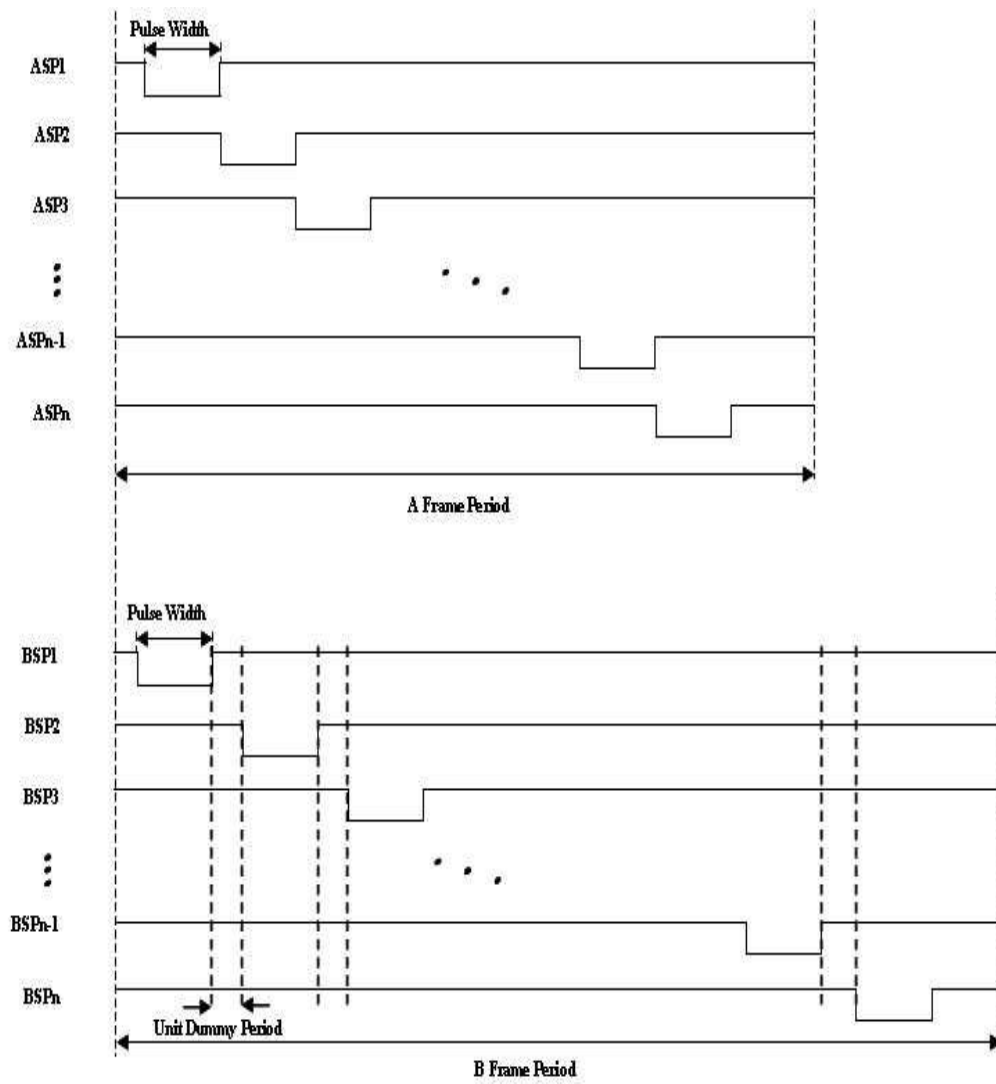 Pulse Width
ASP1
ASP2
ASP3
ASPn-1
ASPn
A Frame Period
Pulse Width
BSP1
BSP2
BSP3
BSPn-1
BSPn
Unit Dummy Period
B Frame Period